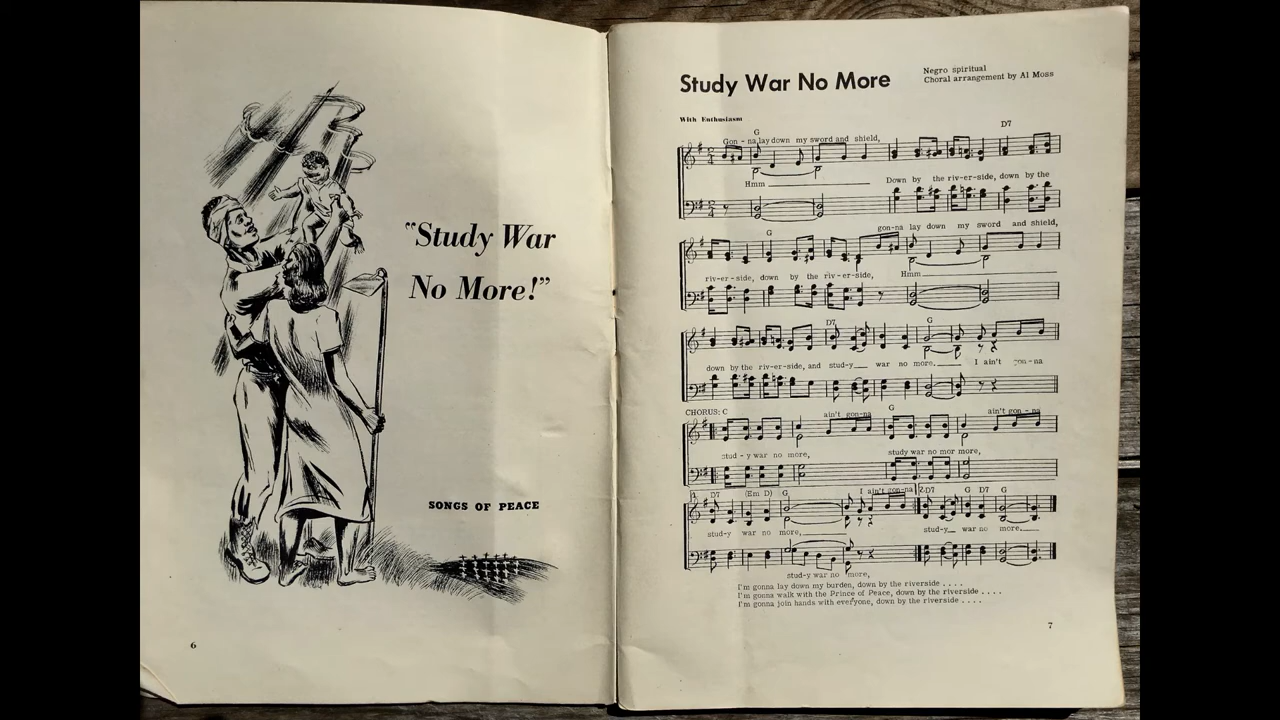 "Study War
No More!"
SONGS OF PEACE
6
Study War No More
Negro spiritual
Choral arrangement by Al Moss
With Enthusiasm
G D7
Gon - na lay down my sword and shield,
Hmm Down by the riv-er-side, down by the
gon-na lay down my sword and shield,
G
riv-er-side, down by the riv-er-side, Hmm
D7 G
down by the riv-er-side, and stud-y war no more. I ain't gon-na
CHORUS: C ain't gon-na G ain't gon-na
stud-y war no more, study war no mor more,
1. D7 (Em D) G I ain't gon-na 2. D7 G D7 G
stud-y war no more, stud-y war no more.
stud-y war no more,
I'm gonna lay down my burden, down by the riverside . . . .
I'm gonna walk with the Prince of Peace, down by the riverside . . . .
I'm gonna join hands with everyone, down by the riverside . . . .
7